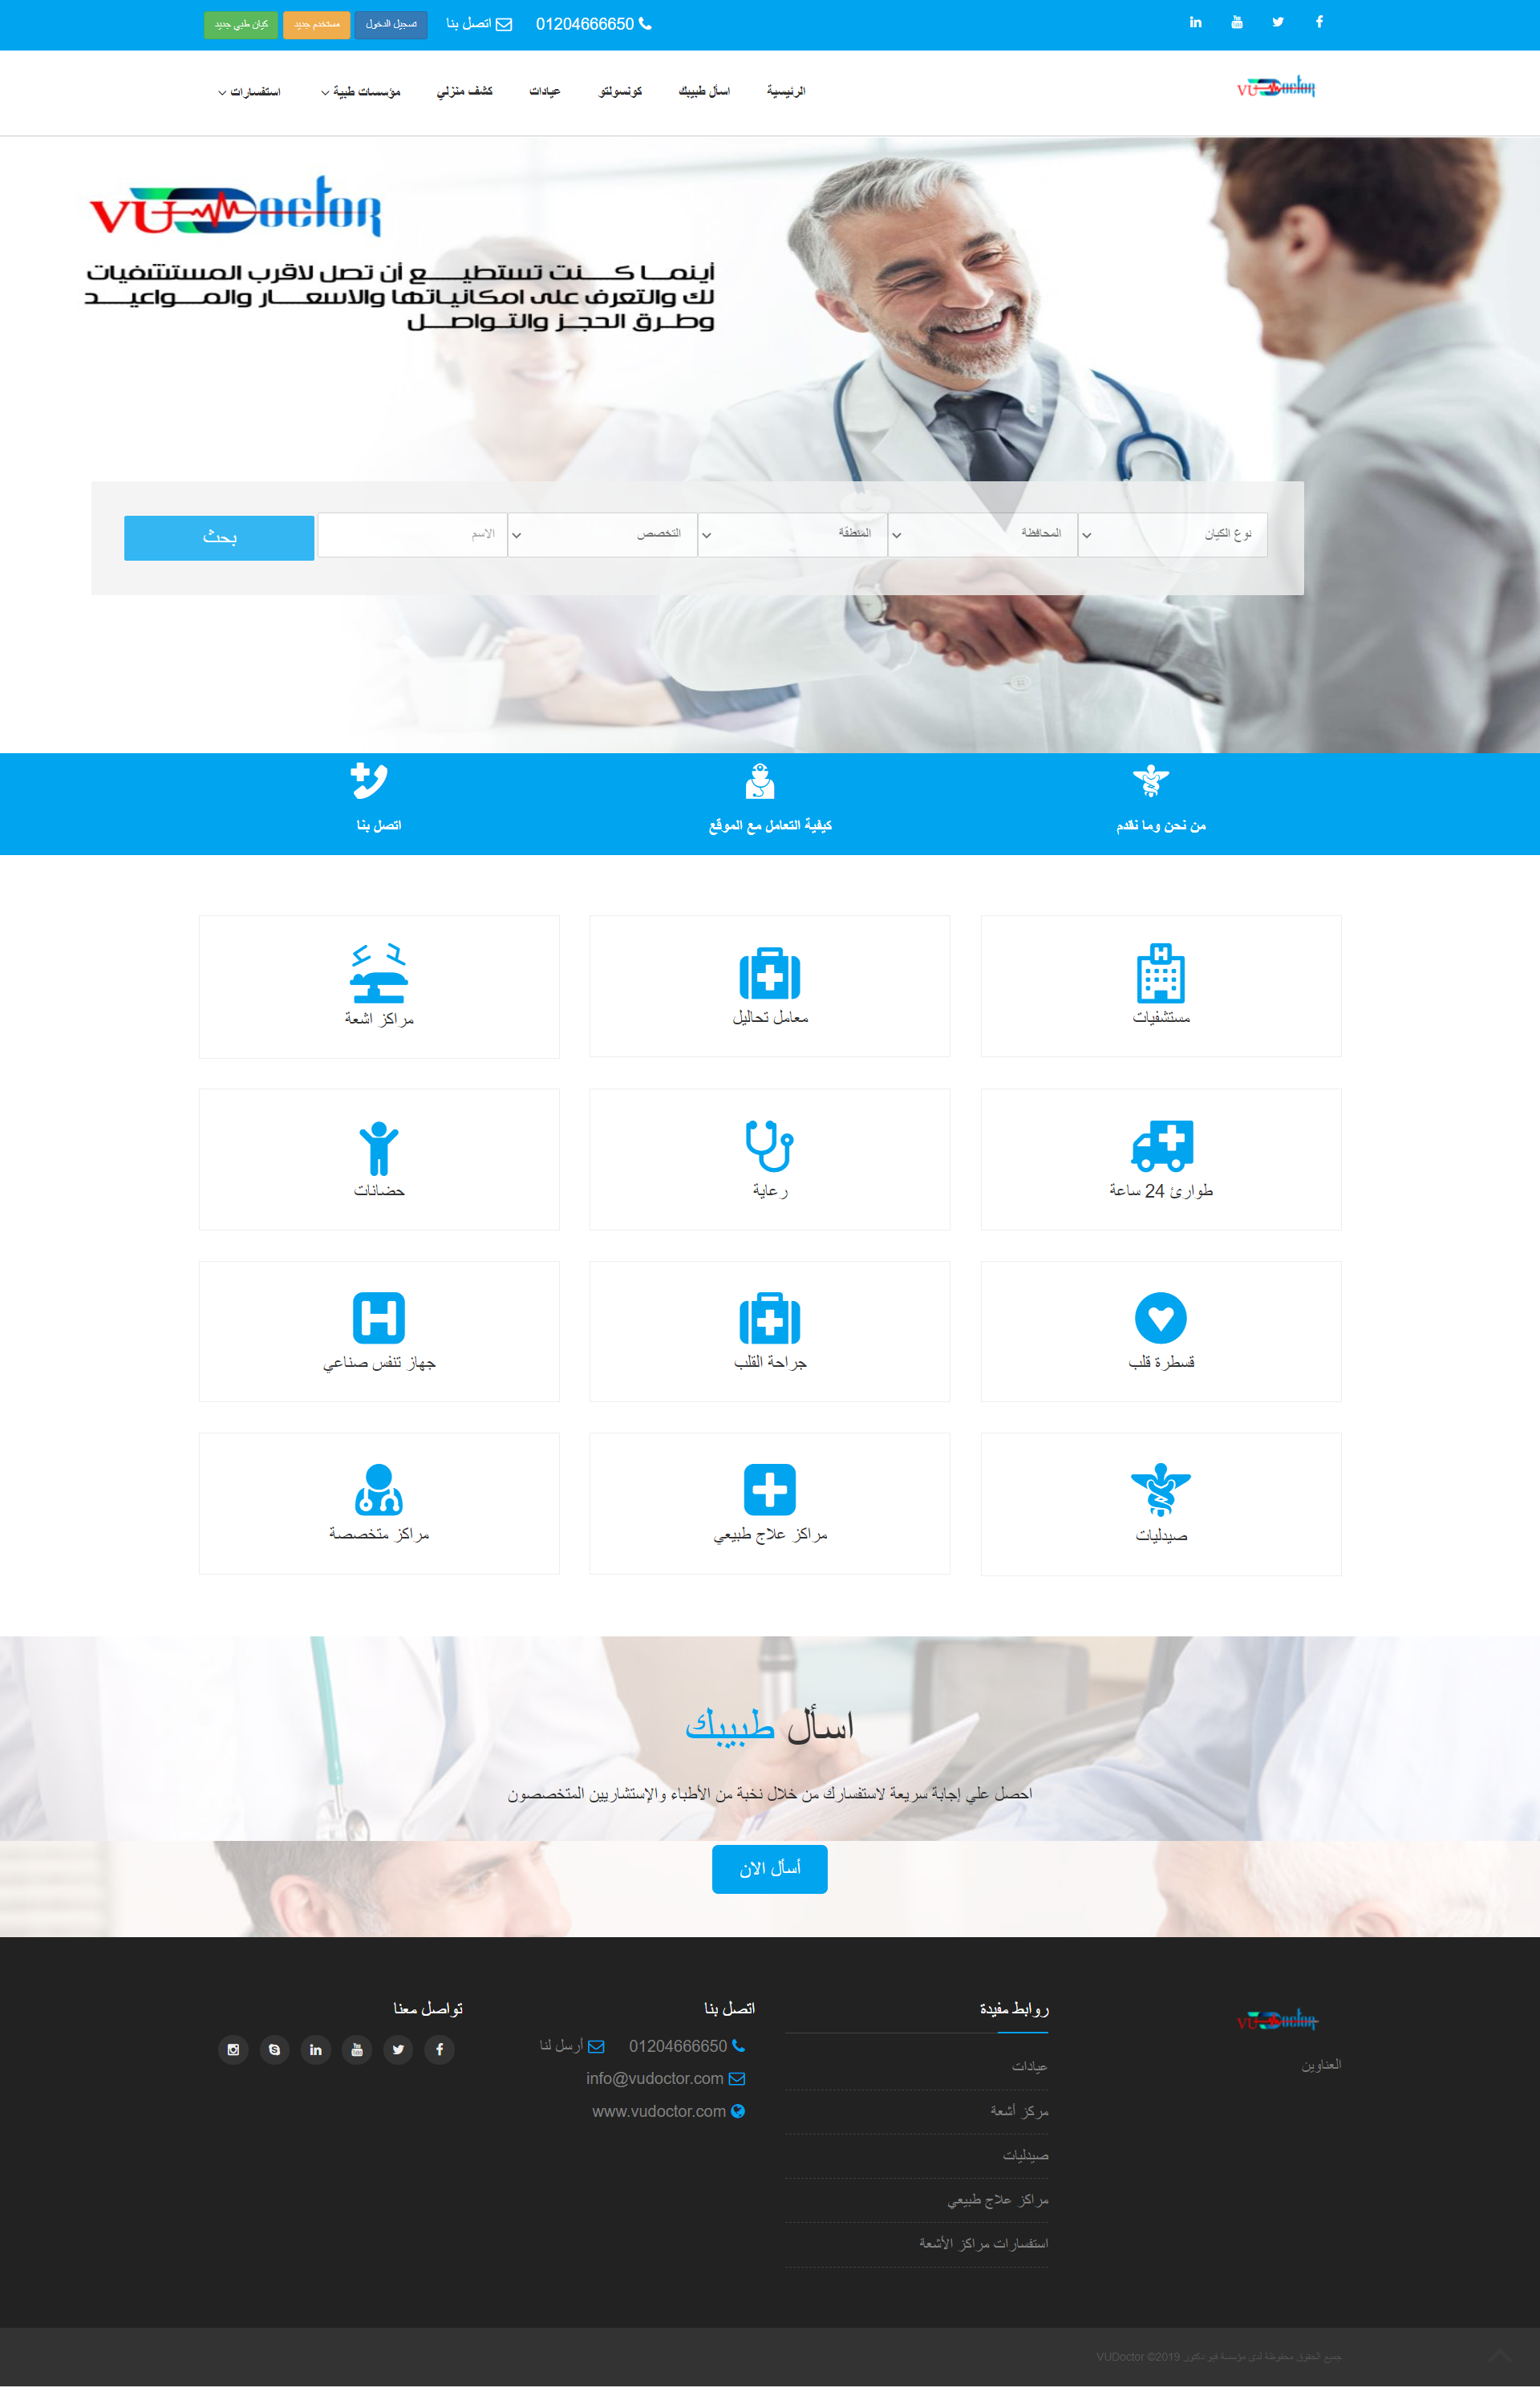 01204666650
اتصل بنا
تسجيل الدخول
مستخدم جديد
كيان طبي جديد
VUDoctor
الرئيسية
اسأل طبيبك
كونسولتو
عيادات
كشف منزلي
مؤسسات طبية
استفسارات
VUDoctor
أينما كنت تستطيع أن تصل لاقرب المستشفيات
لك والتعرف على امكانياتها والاسعار والمواعيد
وطرق الحجز والتواصل
نوع الكيان
المحافظة
المنطقة
التخصص
الاسم
بحث
من نحن وما نقدم
كيفية التعامل مع الموقع
اتصل بنا
مستشفيات
معامل تحاليل
مراكز اشعة
طوارئ 24 ساعة
رعاية
حضانات
قسطرة قلب
جراحة القلب
جهاز تنفس صناعي
صيدليات
مراكز علاج طبيعي
مراكز متخصصة
اسأل طبيبك
احصل علي إجابة سريعة لاستفسارك من خلال نخبة من الأطباء والإستشاريين المتخصصون
أسأل الان
VUDoctor
العناوين
روابط مفيدة
عيادات
مركز أشعة
صيدليات
مراكز علاج طبيعي
استفسارات مراكز الأشعة
اتصل بنا
01204666650
أرسل لنا
info@vudoctor.com
www.vudoctor.com
تواصل معنا
جميع الحقوق محفوظة لدى مؤسسة فيو دكتور VUDoctor ©2019